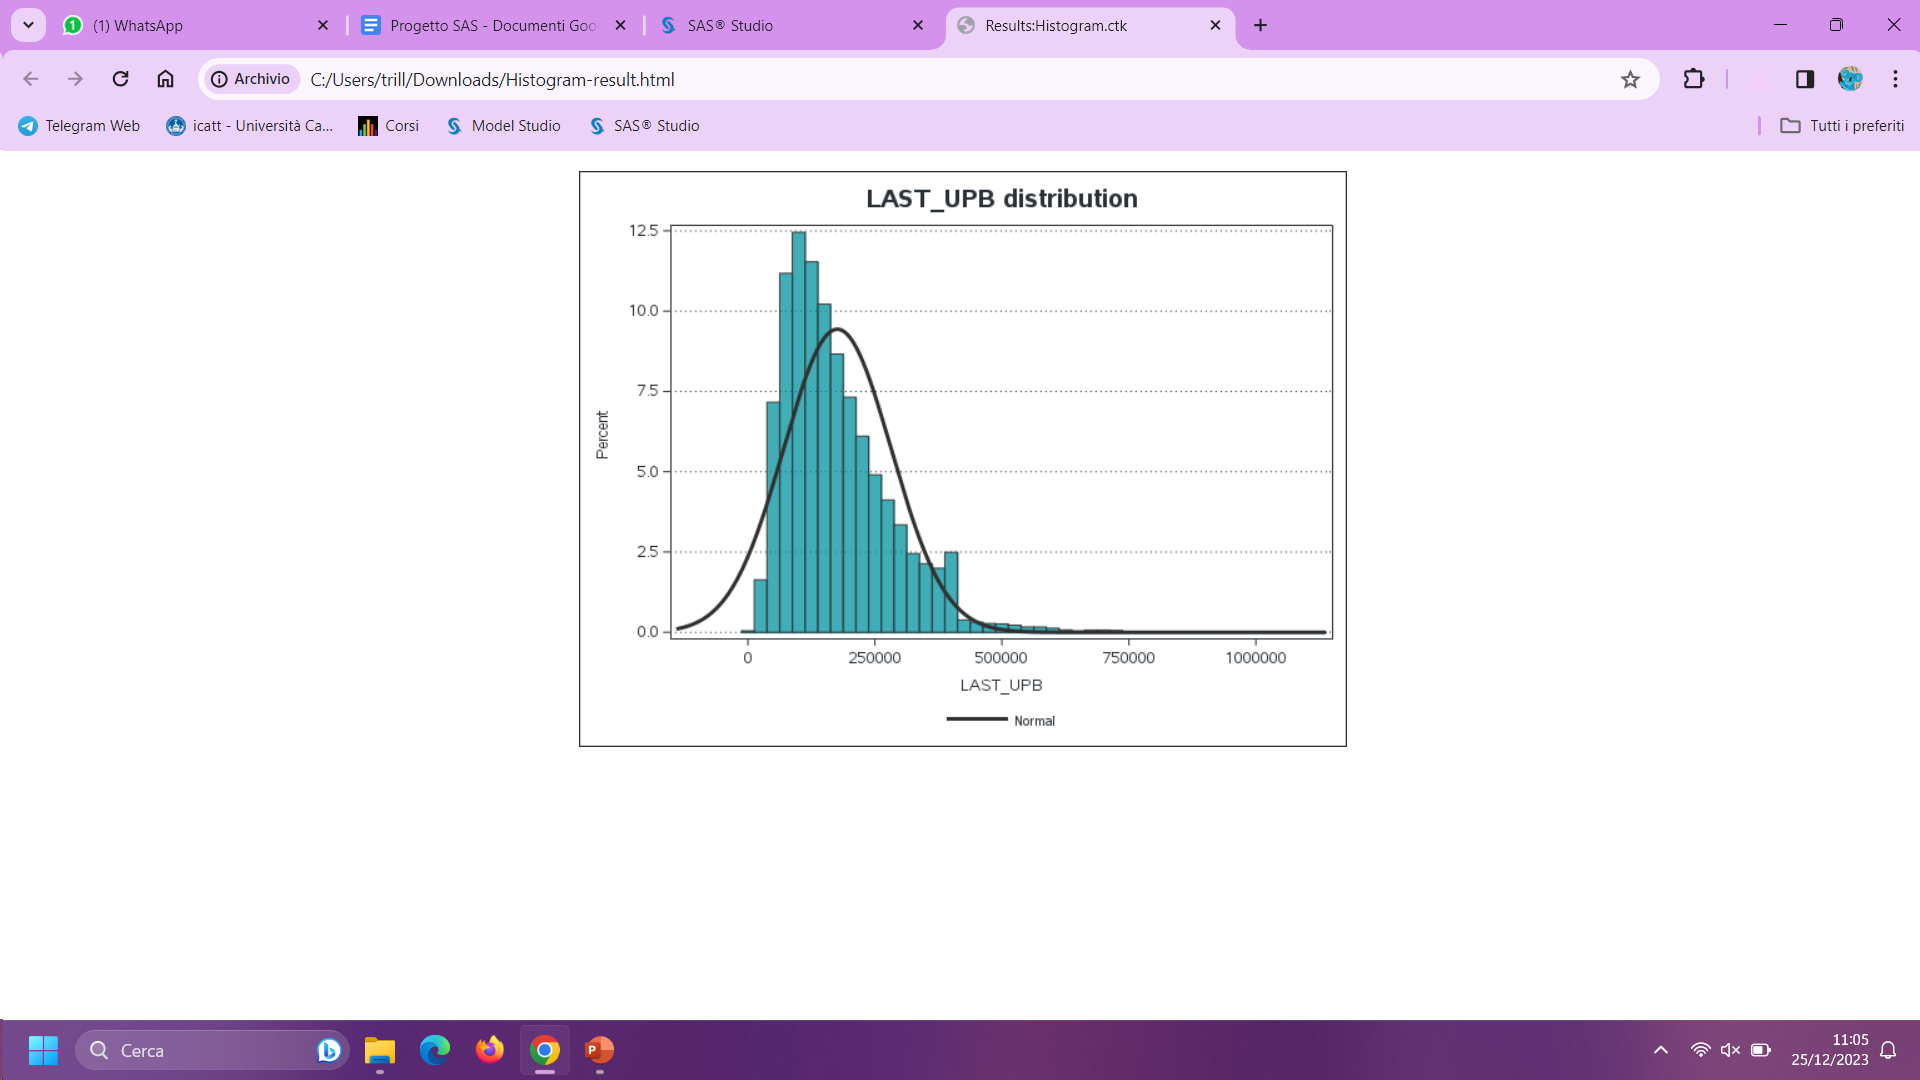 (1) WhatsApp
Progetto SAS - Documenti Goo
SAS® Studio
Results:Histogram.ctk
Archivio
C:/Users/trill/Downloads/Histogram-result.html
Telegram Web
icatt - Università Ca...
Corsi
Model Studio
SAS® Studio
Tutti i preferiti
LAST_UPB distribution
12.5
10.0
7.5
5.0
2.5
0.0
Percent
0 250000 500000 750000 1000000
LAST_UPB
Normal
Cerca
11:05
25/12/2023